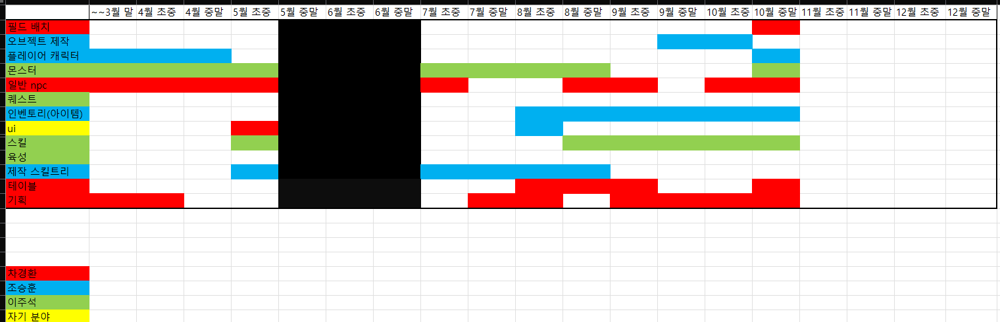 ~~3월 말 4월 초중 4월 중말 5월 초중 5월 중말 6월 초중 6월 중말 7월 초중 7월 중말 8월 초중 8월 중말 9월 초중 9월 중말 10월 초중 10월 중말 11월 초중 11월 중말 12월 초중 12월 중말
필드 배치
오브젝트 제작
플레이어 캐릭터
몬스터
일반 npc
퀘스트
인벤토리(아이템)
ui
스킬
육성
제작 스킬트리
테이블
기획
차경환
조승훈
이주석
자기 분야